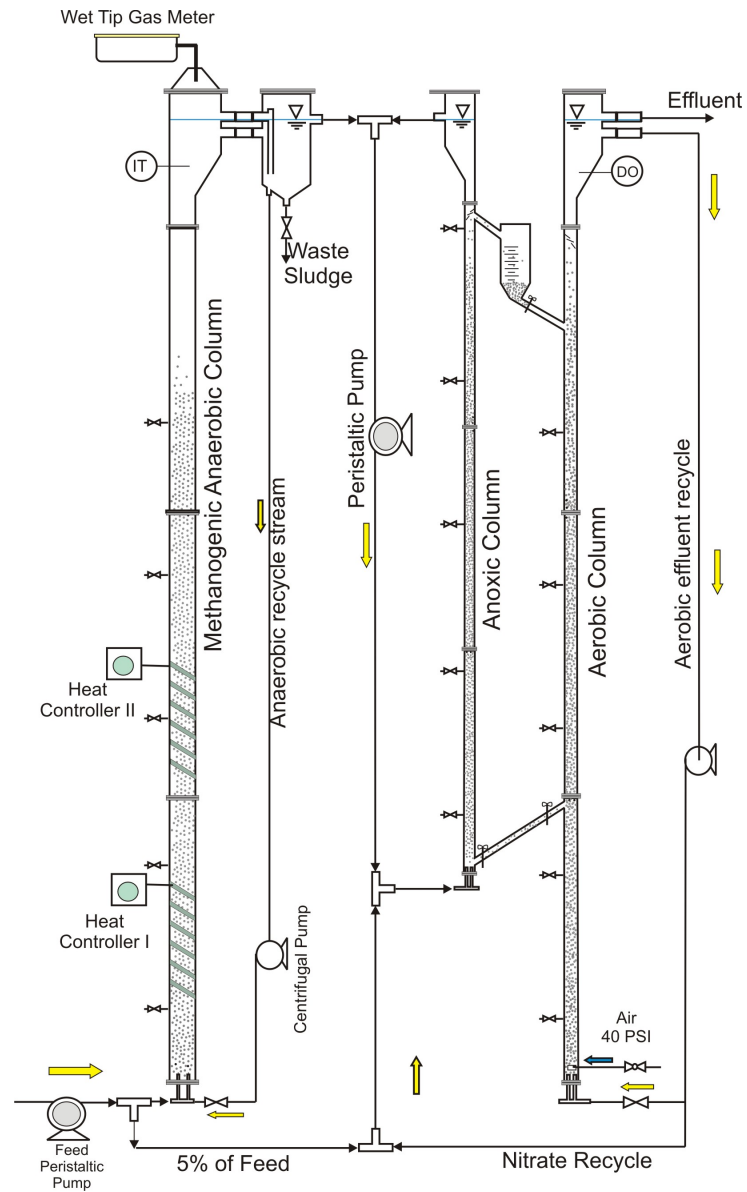 Wet Tip Gas Meter
Effluent
IT
DO
Waste
Sludge
Methanogenic Anaerobic Column
Anaerobic recycle stream
Peristaltic Pump
Anoxic Column
Aerobic Column
Aerobic effluent recycle
Heat
Controller II
Heat
Controller I
Centrifugal Pump
Air
40 PSI
Feed
Peristaltic
Pump
5% of Feed
Nitrate Recycle